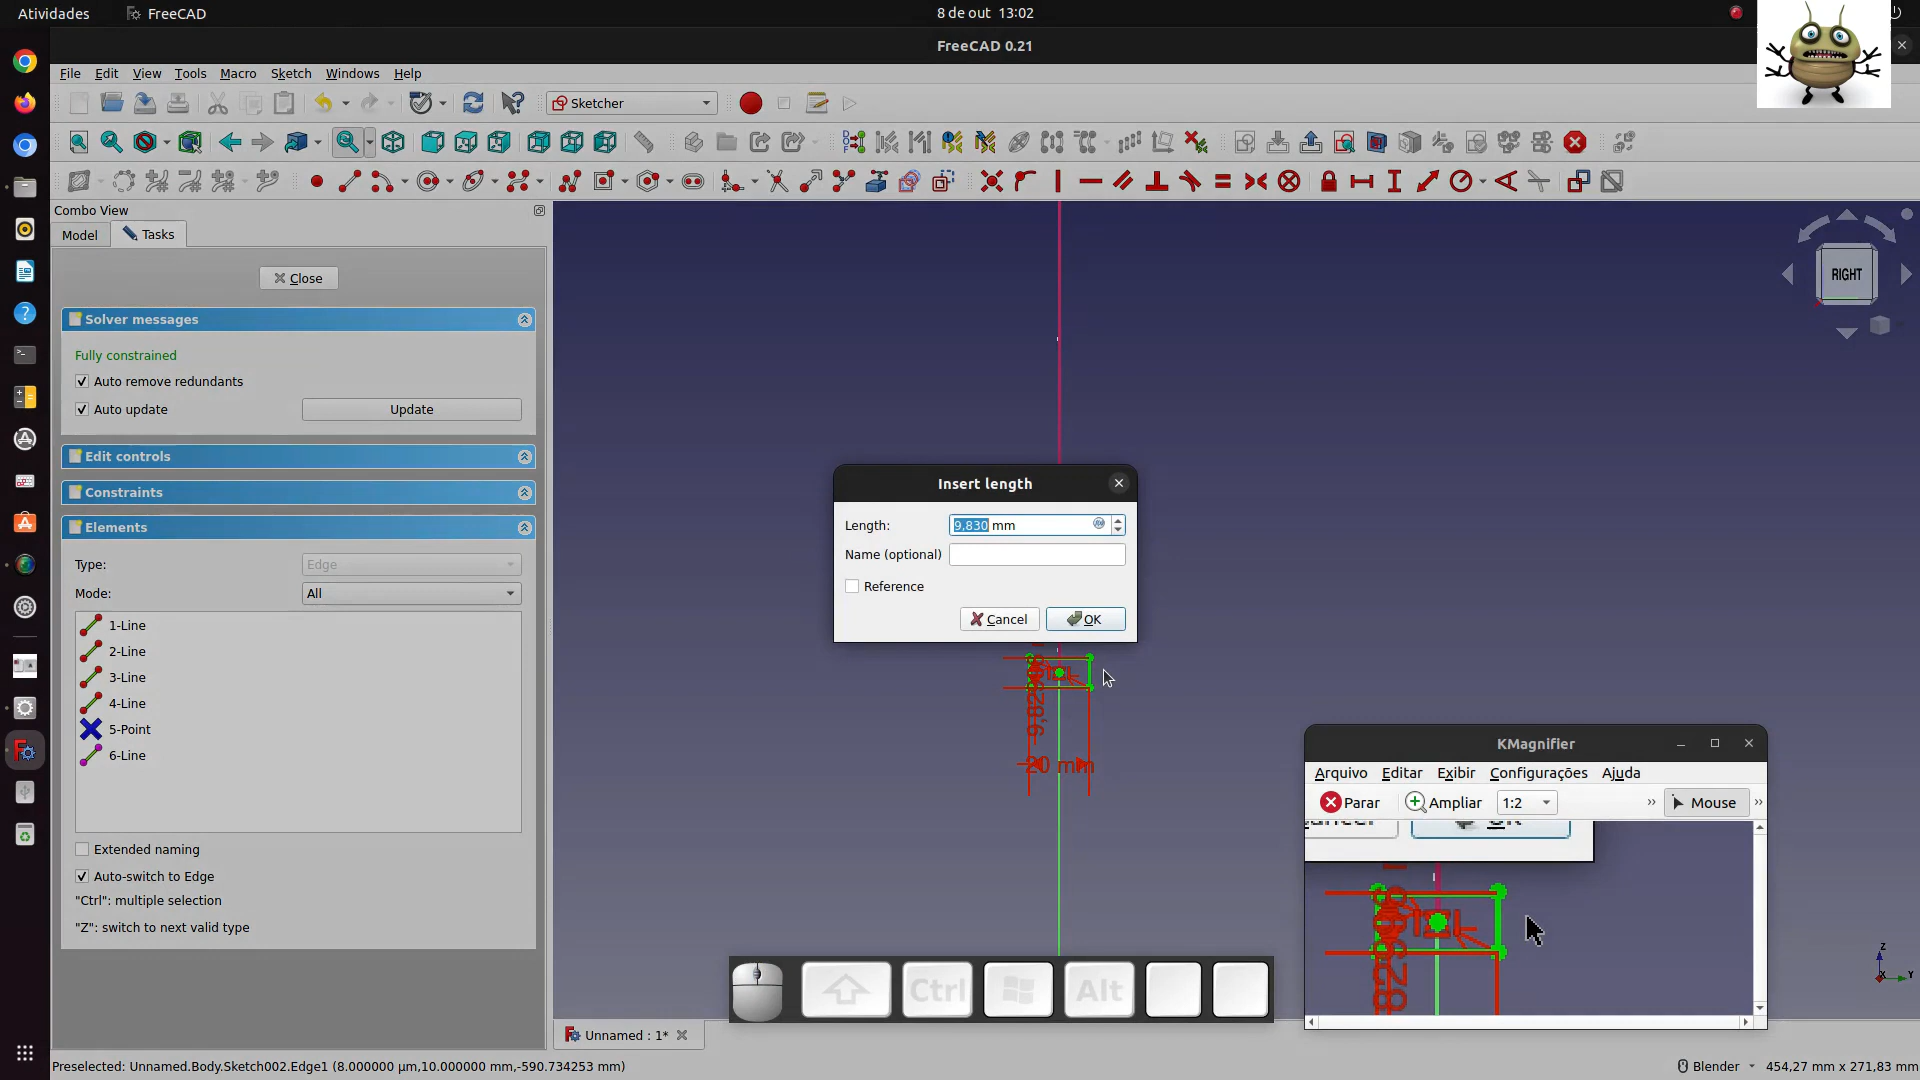 Atividades
FreeCAD
8 de out 13:02
FreeCAD 0.21
File Edit View Tools Macro Sketch Windows Help
Sketcher
Combo View
Model
Tasks
Close
Solver messages
Fully constrained
Auto remove redundants
Auto update
Update
Edit controls
Constraints
Elements
Type:
Edge
Mode:
All
1-Line
2-Line
3-Line
4-Line
5-Point
6-Line
Extended naming
Auto-switch to Edge
"Ctrl": multiple selection
"Z": switch to next valid type
RIGHT
Insert length
Length:
9,830 mm
Name (optional)
Reference
Cancel
OK
20 mm
KMagnifier
Arquivo Editar Exibir Configurações Ajuda
Parar
Ampliar
1:2
»
Mouse
»
Ctrl
Alt
Z
X
Y
Unnamed : 1*
Preselected: Unnamed.Body.Sketch002.Edge1 (8.000000 µm,10.000000 mm,-590.734253 mm)
Blender
454,27 mm x 271,83 mm